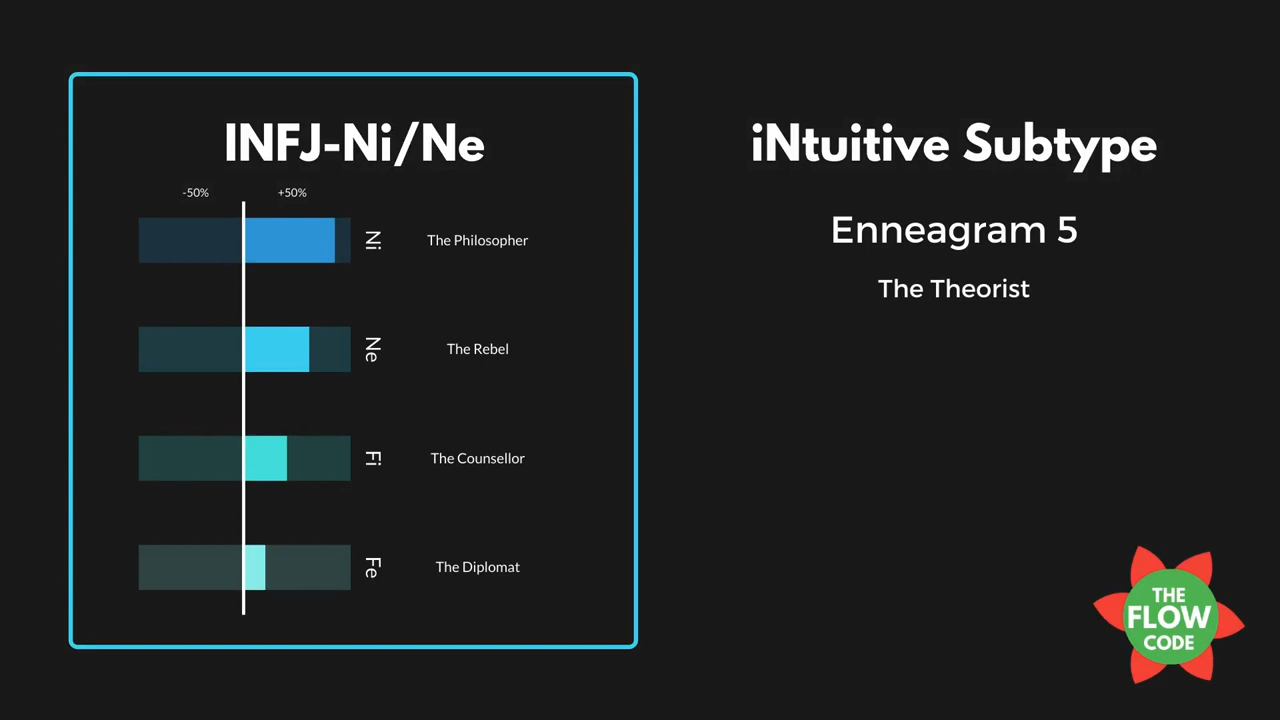 INFJ-Ni/Ne
-50%
+50%
Ni
The Philosopher
Ne
The Rebel
Fi
The Counsellor
Fe
The Diplomat
iNtuitive Subtype
Enneagram 5
The Theorist
THE
FLOW
CODE